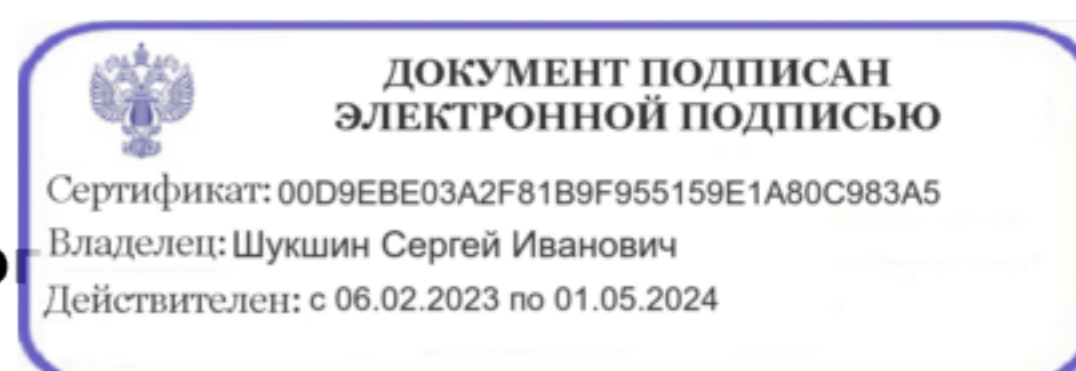 ДОКУМЕНТ ПОДПИСАН
ЭЛЕКТРОННОЙ ПОДПИСЬЮ
Сертификат: 00D9EBE03A2F81B9F955159E1A80C983A5
Владелец: Шукшин Сергей Иванович
Действителен: с 06.02.2023 по 01.05.2024